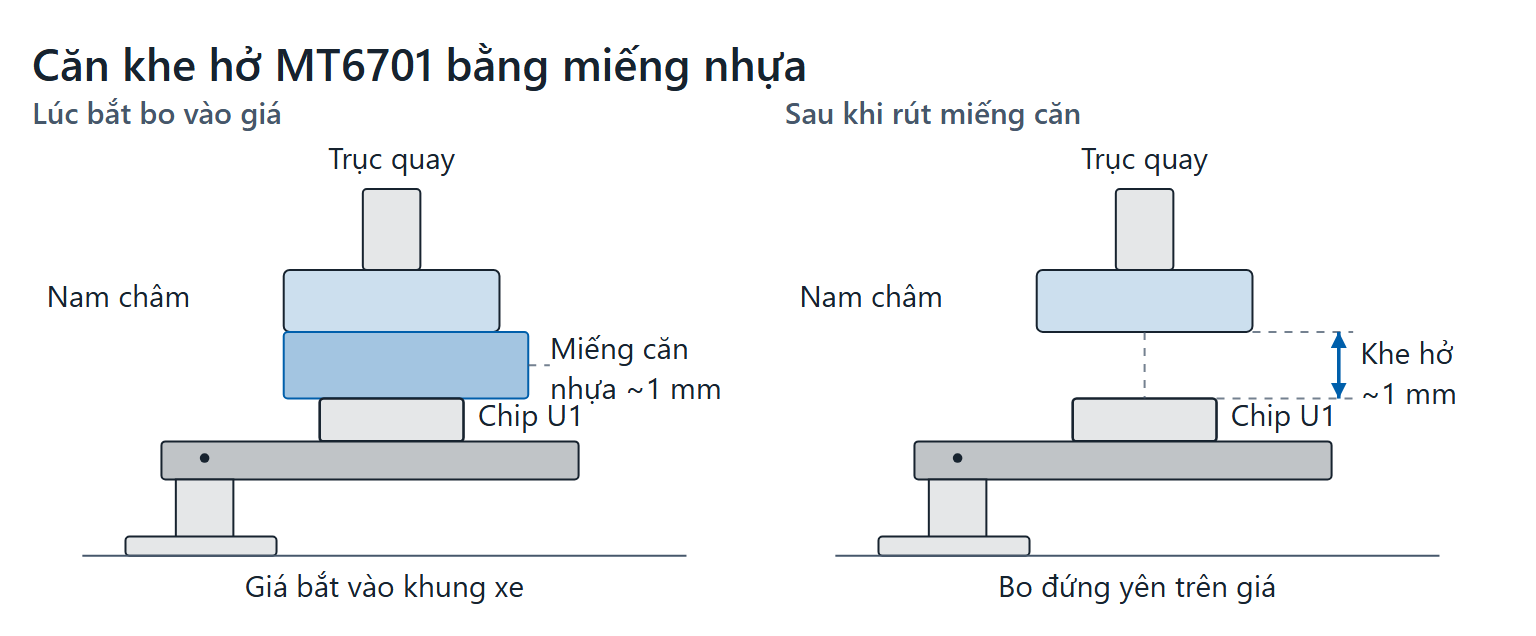 Căn khe hở MT6701 bằng miếng nhựa
Lúc bắt bo vào giá
Trục quay
Nam châm
Miếng căn
nhựa ~1 mm
Chip U1
Giá bắt vào khung xe
Sau khi rút miếng căn
Trục quay
Nam châm
Khe hở
~1 mm
Chip U1
Bo đứng yên trên giá